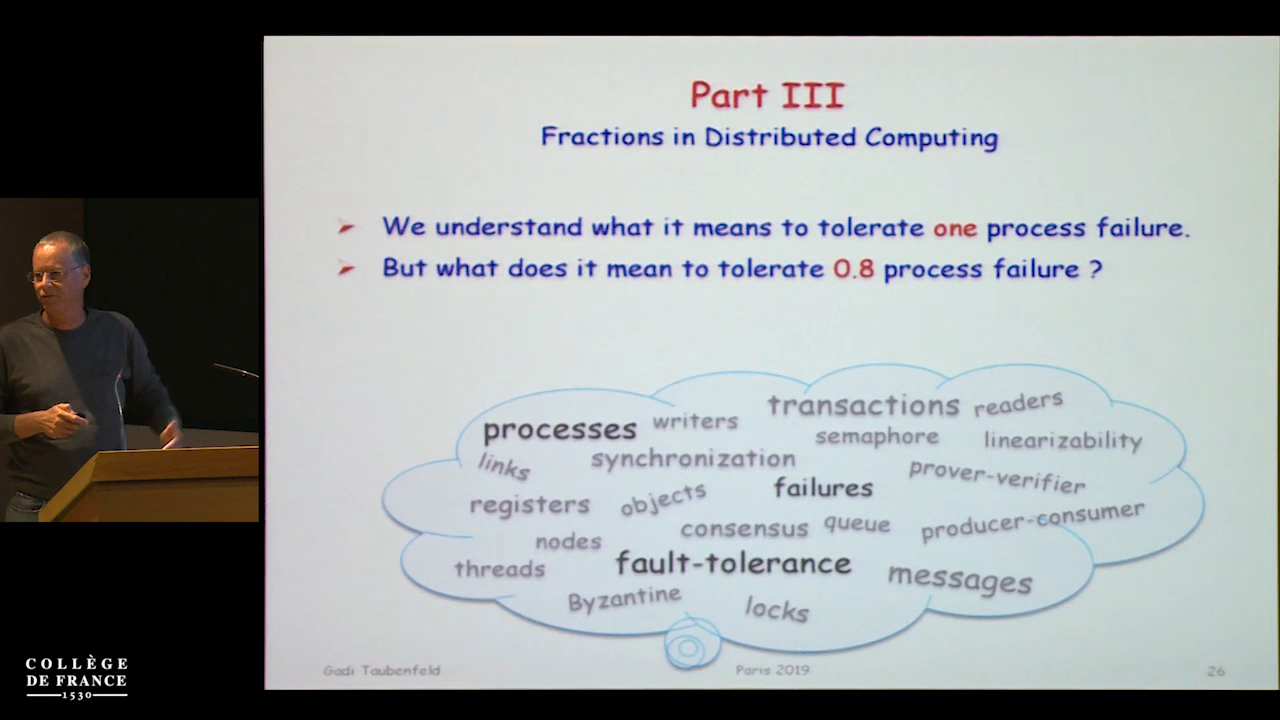 Part III
Fractions in Distributed Computing
We understand what it means to tolerate one process failure.
But what does it mean to tolerate 0.8 process failure ?
transactions
readers
processes
writers
semaphore
linearizability
links
synchronization
prover-verifier
failures
registers
objects
producer-consumer
consensus
queue
nodes
threads
fault-tolerance
messages
Byzantine
locks
Gadi Taubenfeld
Paris 2019
26
COLLÈGE
DE FRANCE
1530